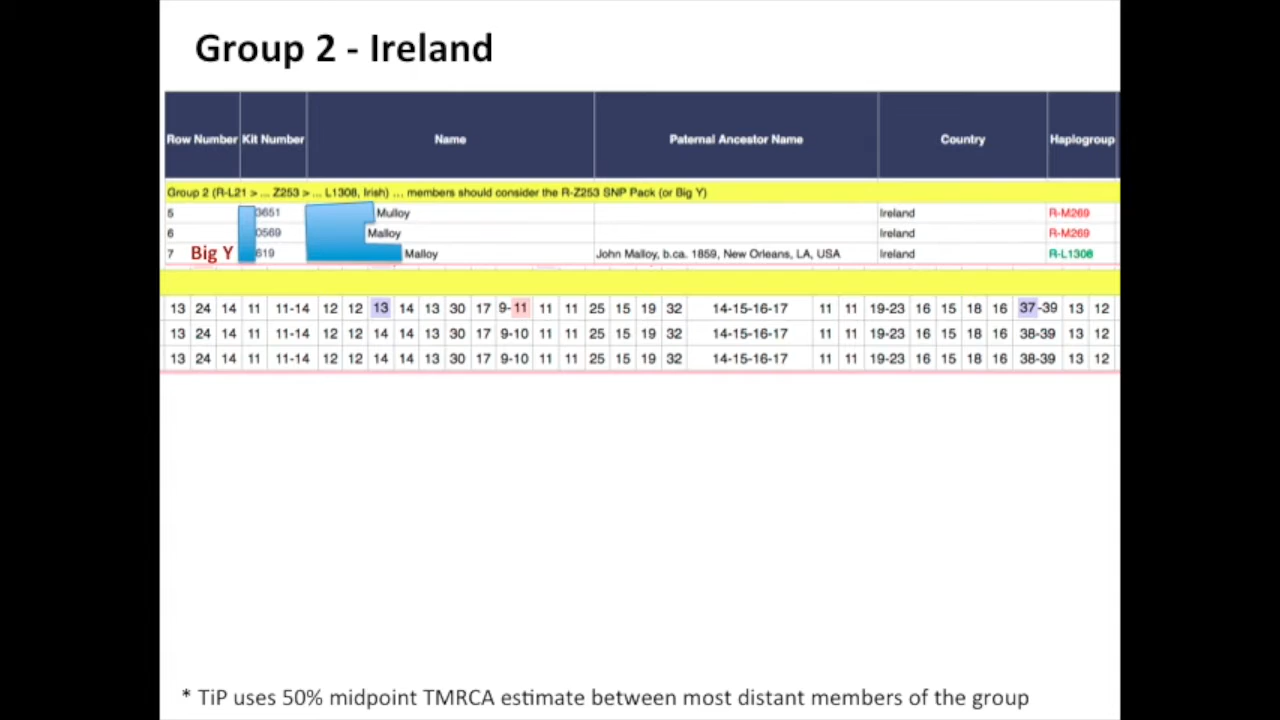 Group 2 - Ireland
Row Number Kit Number Name Paternal Ancestor Name Country Haplogroup
Group 2 (R-L21 > ... Z253 > ... L1308, Irish) ... members should consider the R-Z253 SNP Pack (or Big Y)
5 3651 Mulloy Ireland R-M269
6 0569 Malloy Ireland R-M269
7 Big Y 619 Malloy John Malloy, b.ca. 1859, New Orleans, LA, USA Ireland R-L1308
13 24 14 11 11-14 12 12 13 14 13 30 17 9-11 11 11 25 15 19 32 14-15-16-17 11 11 19-23 16 15 18 16 37-39 13 12
13 24 14 11 11-14 12 12 14 14 13 30 17 9-10 11 11 25 15 19 32 14-15-16-17 11 11 19-23 16 15 18 16 38-39 13 12
13 24 14 11 11-14 12 12 14 14 13 30 17 9-10 11 11 25 15 19 32 14-15-16-17 11 11 19-23 16 15 18 16 38-39 13 12
* TiP uses 50% midpoint TMRCA estimate between most distant members of the group